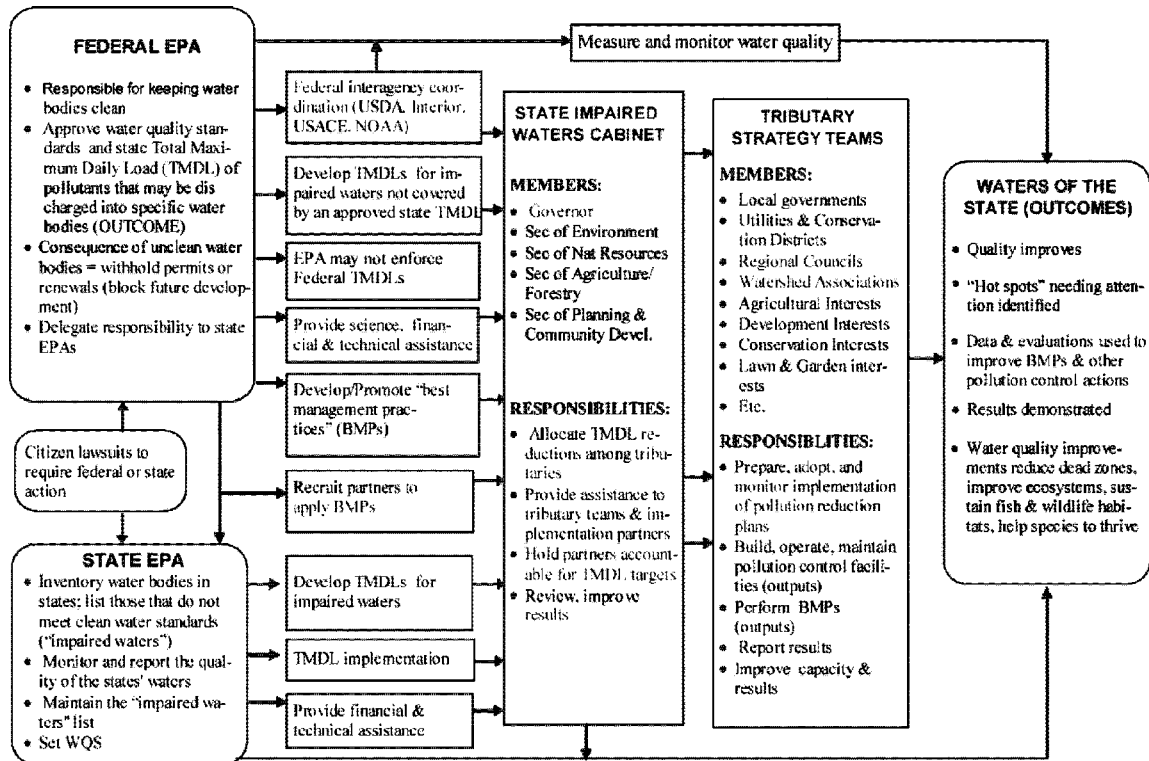 FEDERAL EPA
• Responsible for keeping water
bodies clean
• Approve water quality stan-
dards and state Total Maxi-
mum Daily Load (TMDL) of
pollutants that may be dis
charged into specific water
bodies (OUTCOME)
• Consequence of unclean water
bodies = withhold permits or
renewals (block future develop-
ment)
• Delegate responsibility to state
EPAs
Citizen lawsuits to
require federal or state
action
STATE EPA
• Inventory water bodies in
states; list those that do not
meet clean water standards
("impaired waters")
• Monitor and report the qual-
ity of the states' waters
• Maintain the "impaired wa-
ters" list
• Set WQS
Measure and monitor water quality
Federal interagency coor-
dination (USDA, Interior,
USACE, NOAA)
Develop TMDLs for im-
paired waters not covered
by an approved state TMDL
EPA may not enforce
Federal TMDLs
Provide science, finan-
cial & technical assistance
Develop/Promote "best
management prac-
tices" (BMPs)
Recruit partners to
apply BMPs
Develop TMDLs for
impaired waters
TMDL implementation
Provide financial &
technical assistance
STATE IMPAIRED
WATERS CABINET
MEMBERS:
• Governor
• Sec of Environment
• Sec of Nat Resources
• Sec of Agriculture/
Forestry
• Sec of Planning &
Community Devel.
RESPONSIBILITIES:
• Allocate TMDL re-
ductions among tribu-
taries
• Provide assistance to
tributary teams & im-
plementation partners
• Hold partners account-
able for TMDL targets
• Review, improve
results
TRIBUTARY
STRATEGY TEAMS
MEMBERS:
• Local governments
• Utilities & Conserva-
tion Districts
• Regional Councils
• Watershed Associations
• Agricultural Interests
• Development Interests
• Conservation Interests
• Lawn & Garden inter-
ests
• Etc.
RESPONSIBLITIES:
• Prepare, adopt, and
monitor implementation
of pollution reduction
plans
• Build, operate, maintain
pollution control facili-
ties (outputs)
• Perform BMPs
(outputs)
• Report results
• Improve capacity &
results
WATERS OF THE
STATE (OUTCOMES)
• Quality improves
• "Hot spots" needing atten-
tion identified
• Data & evaluations used to
improve BMPs & other
pollution control actions
• Results demonstrated
• Water quality improve-
ments reduce dead zones,
improve ecosystems, sus-
tain fish & wildlife habi-
tats, help species to thrive